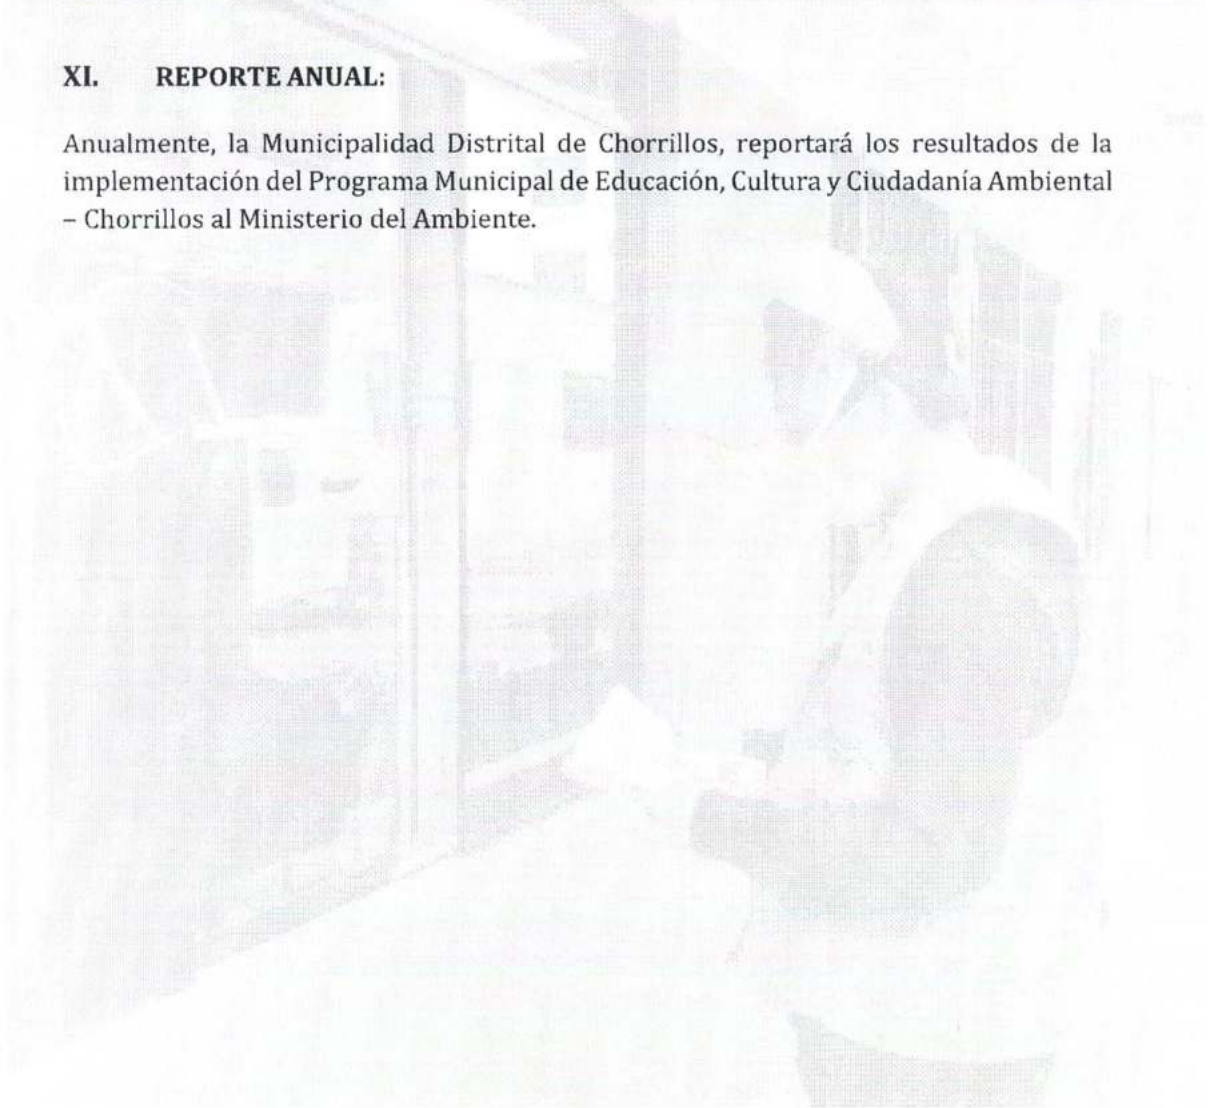 XI. REPORTE ANUAL:
Anualmente, la Municipalidad Distrital de Chorrillos, reportará los resultados de la
implementación del Programa Municipal de Educación, Cultura y Ciudadanía Ambiental
– Chorrillos al Ministerio del Ambiente.